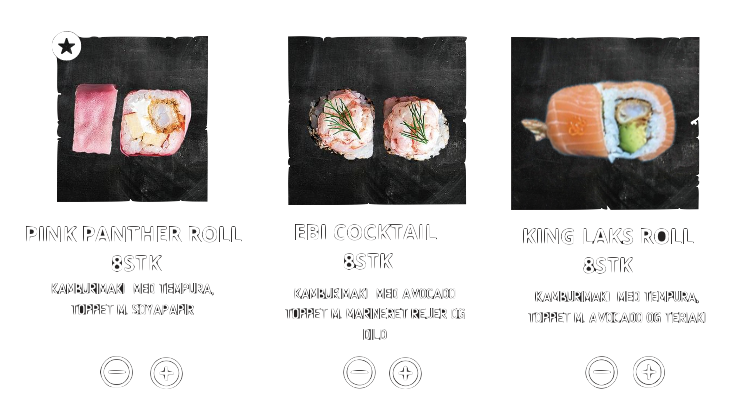 PINK PANTHER ROLL
8STK
KAMBURIMAKI MED TEMPURA,
TOPPET M. SOYAPAPIR
EBI COCKTAIL
8STK
KAMBURIMAKI MED AVOCADO
TOPPET M. MARINERET REJER OG
DILD
KING LAKS ROLL
8STK
KAMBURIMAKI MED TEMPURA,
TOPPET M. AVOCADO OG TERIAKI